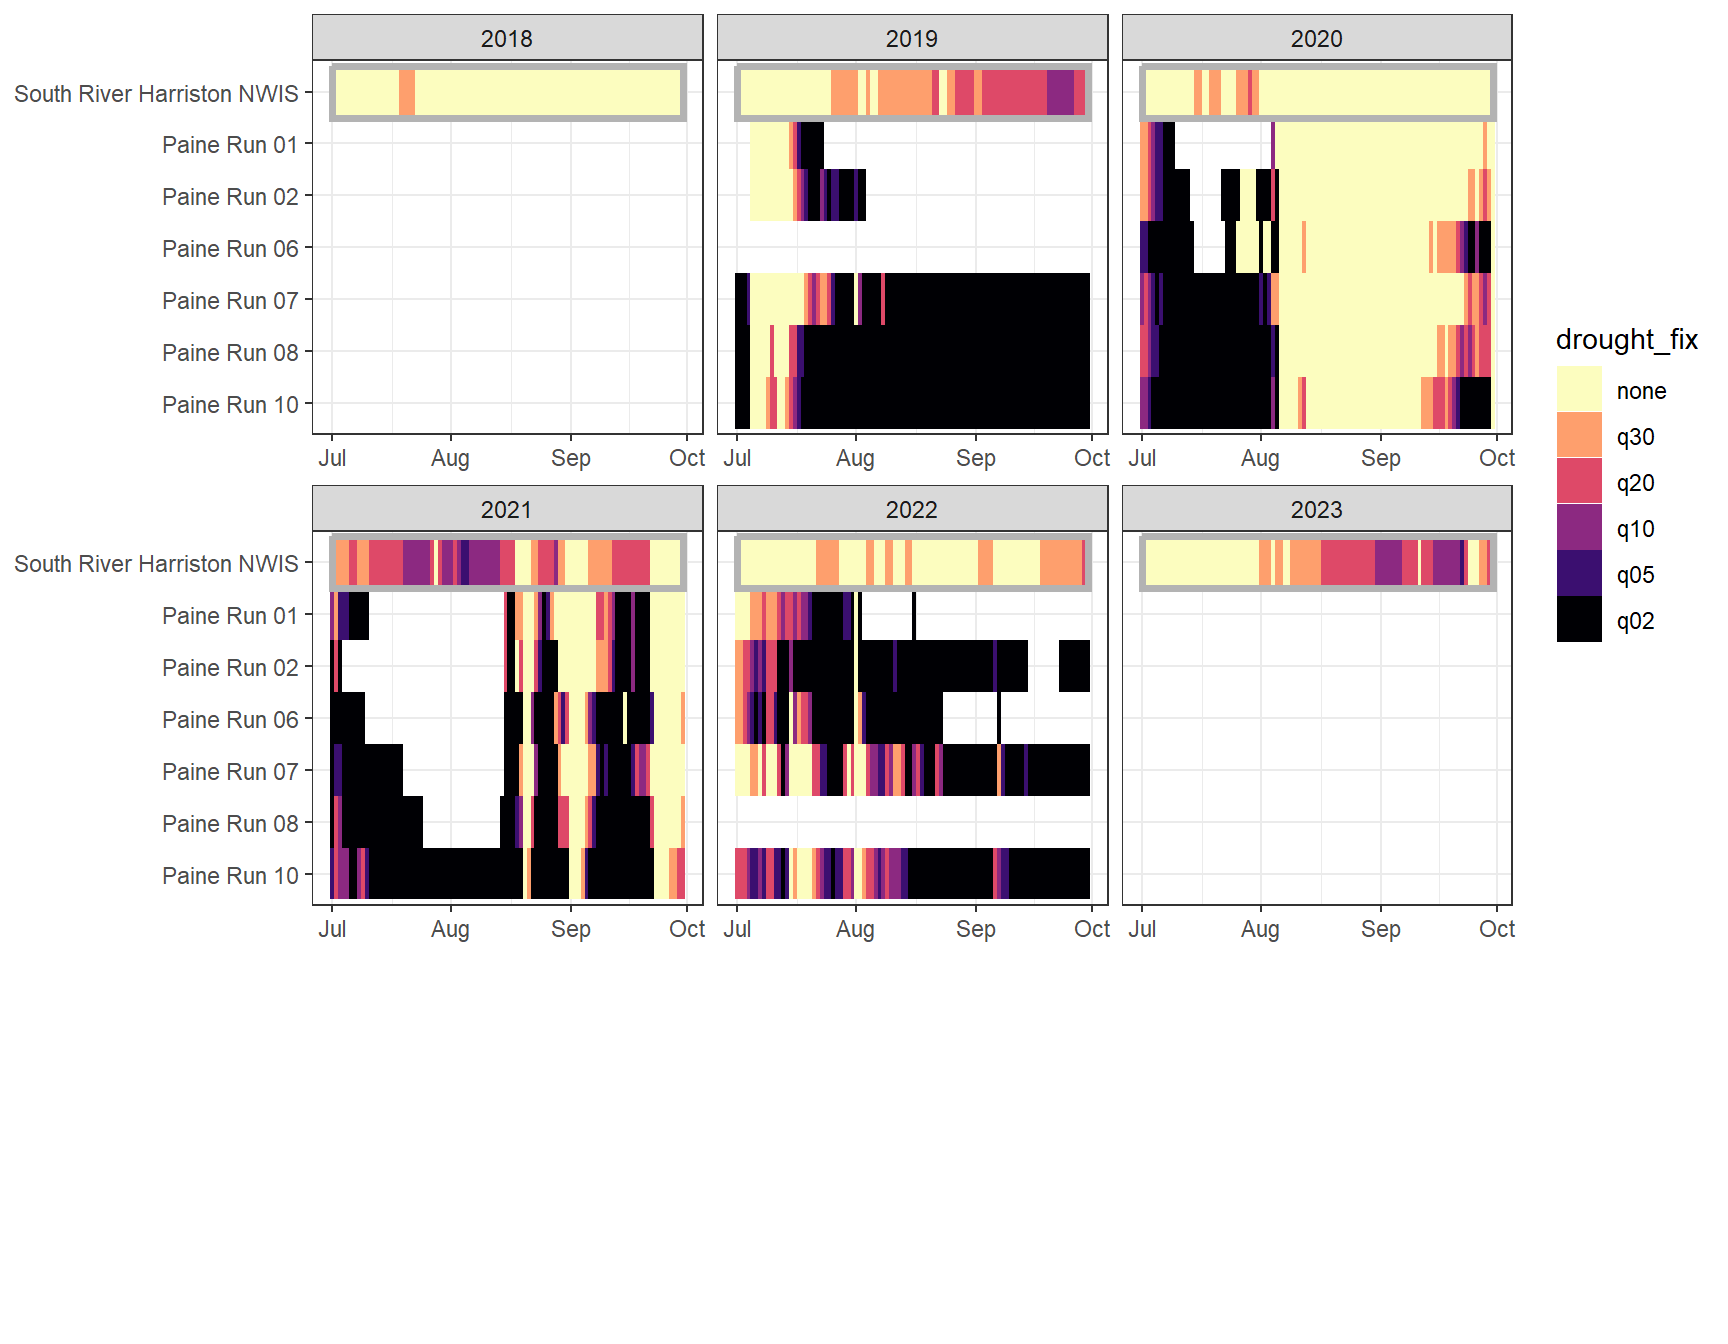 2018 2019 2020
South River Harriston NWIS
Paine Run 01
Paine Run 02
Paine Run 06
Paine Run 07
Paine Run 08
Paine Run 10
Jul Aug Sep Oct Jul Aug Sep Oct Jul Aug Sep Oct
2021 2022 2023
South River Harriston NWIS
Paine Run 01
Paine Run 02
Paine Run 06
Paine Run 07
Paine Run 08
Paine Run 10
Jul Aug Sep Oct Jul Aug Sep Oct Jul Aug Sep Oct
drought_fix
none
q30
q20
q10
q05
q02